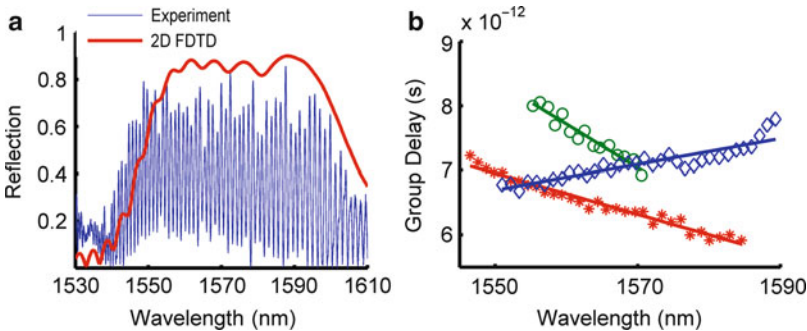 a
Experiment
2D FDTD
Reflection
1
0.8
0.6
0.4
0.2
1530 1550 1570 1590 1610
Wavelength (nm)
b
x 10⁻¹²
Group Delay (s)
9
8
7
6
1550 1570 1590
Wavelength (nm)